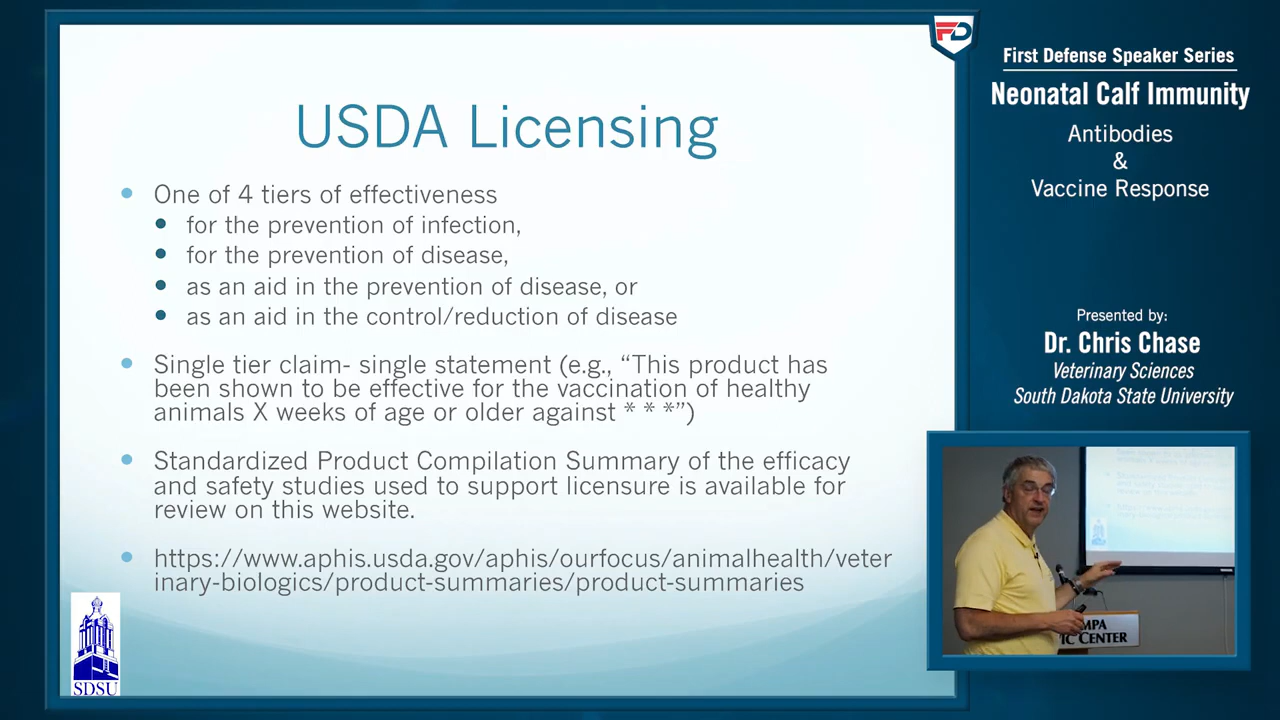 USDA Licensing
One of 4 tiers of effectiveness
for the prevention of infection,
for the prevention of disease,
as an aid in the prevention of disease, or
as an aid in the control/reduction of disease
Single tier claim- single statement (e.g., “This product has
been shown to be effective for the vaccination of healthy
animals X weeks of age or older against * * *”)
Standardized Product Compilation Summary of the efficacy
and safety studies used to support licensure is available for
review on this website.
https://www.aphis.usda.gov/aphis/ourfocus/animalhealth/veter
inary-biologics/product-summaries/product-summaries
SDSU
FD
First Defense Speaker Series
Neonatal Calf Immunity
Antibodies
&
Vaccine Response
Presented by:
Dr. Chris Chase
Veterinary Sciences
South Dakota State University
MPA
IC CENTER